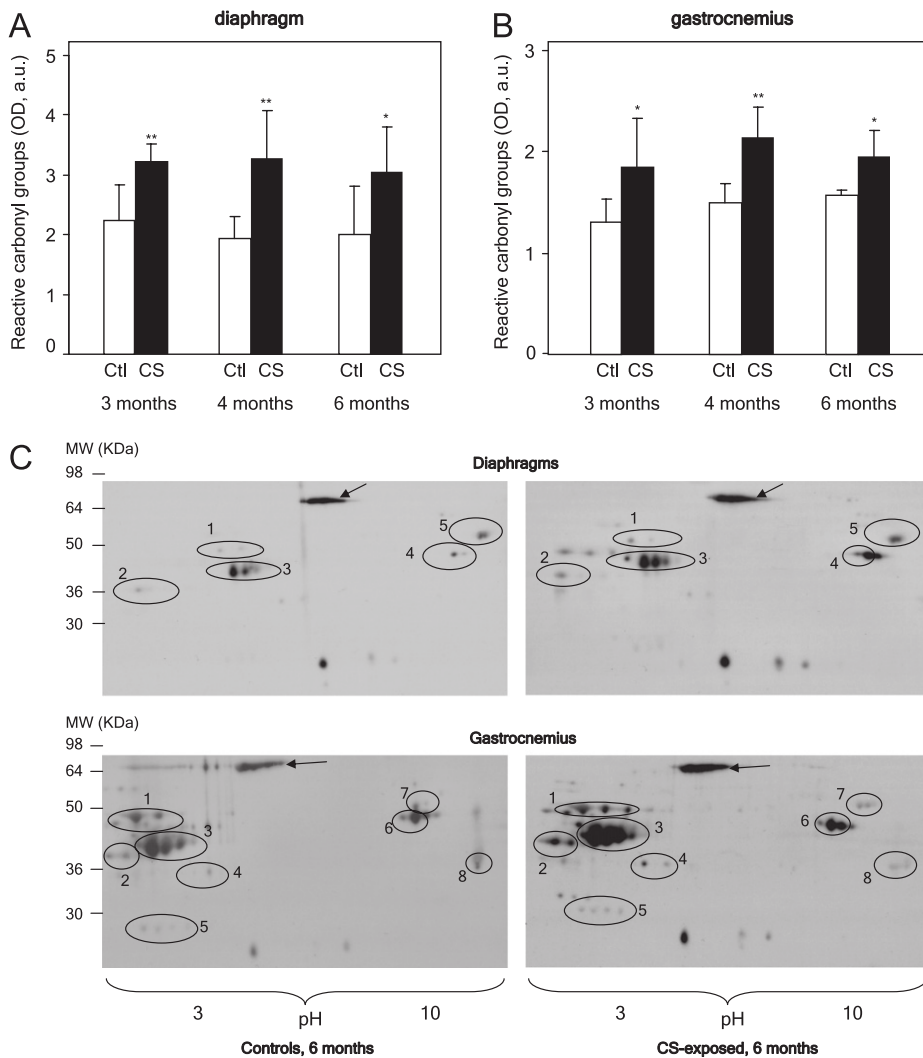 A
diaphragm
Reactive carbonyl groups (OD, a.u.)
5
4
3
2
1
0
**
**
*
Ctl CS
Ctl CS
Ctl CS
3 months
4 months
6 months
B
gastrocnemius
Reactive carbonyl groups (OD, a.u.)
3
2
1
0
*
**
*
Ctl CS
Ctl CS
Ctl CS
3 months
4 months
6 months
C
MW (KDa)
Diaphragms
98
64
50
36
30
1
2
3
4
5
1
2
3
4
5
MW (KDa)
Gastrocnemius
98
64
50
36
30
1
2
3
4
5
6
7
8
1
2
3
4
5
6
7
8
3 pH 10
3 pH 10
Controls, 6 months
CS-exposed, 6 months